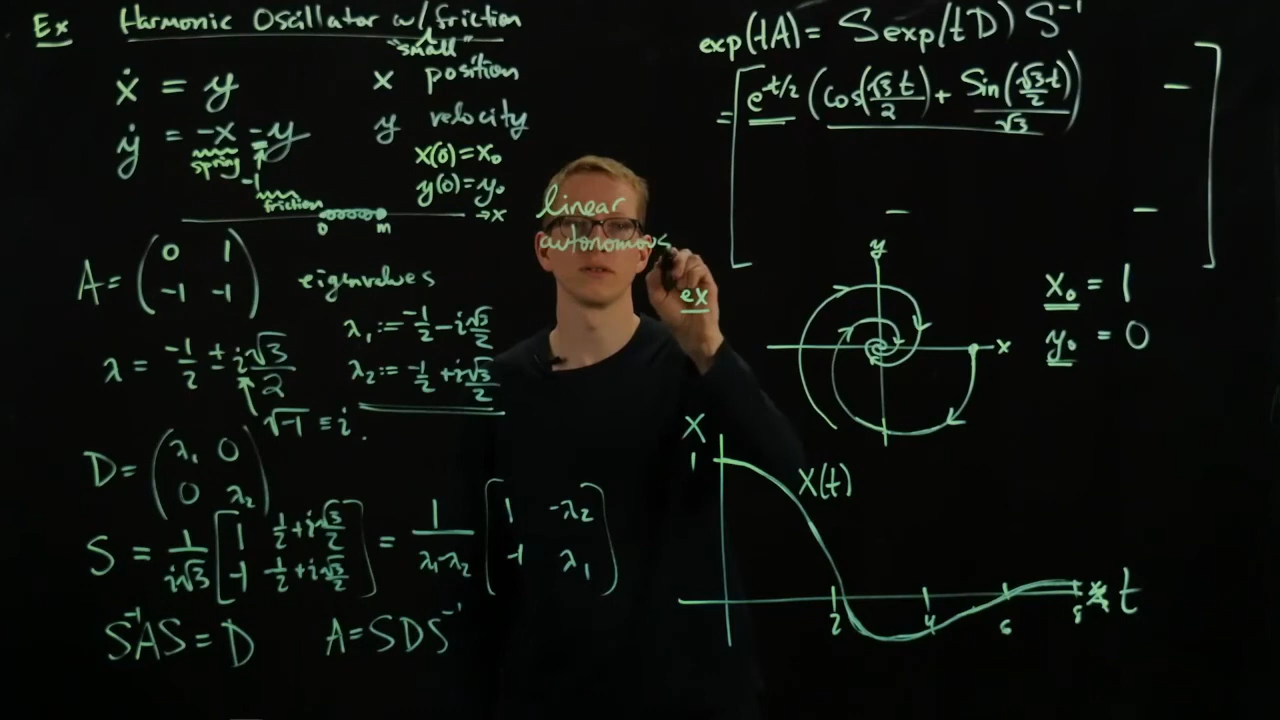 Ex Harmonic Oscillator w/ friction
"small"
ẋ = y
ẏ = -x -y
spring
-1
friction
x position
y velocity
x(0)=x₀
y(0)=y₀
0 m →x
A = (0 1
-1 -1)
eigenvalues
λ = -1/2 ± i√3/2
λ₁ := -1/2 - i√3/2
λ₂ := -1/2 + i√3/2
√-1 ≡ i.
D = (λ₁ 0
0 λ₂)
S = 1/(i√3) [1 1/2+i√3/2
-1 -1/2+i√3/2] = 1/(λ₁-λ₂) [1 -λ₂
-1 λ₁)
S⁻¹AS = D A = SDS⁻¹
linear
autonomous
ex
exp(tA) = S exp(tD) S⁻¹
= [e^-t/2 (cos(√3 t/2) + Sin(√3 t/2)/√3) –
– –]
y
x
x₀ = 1
y₀ = 0
X
1
X(t)
2 4 6 8 t